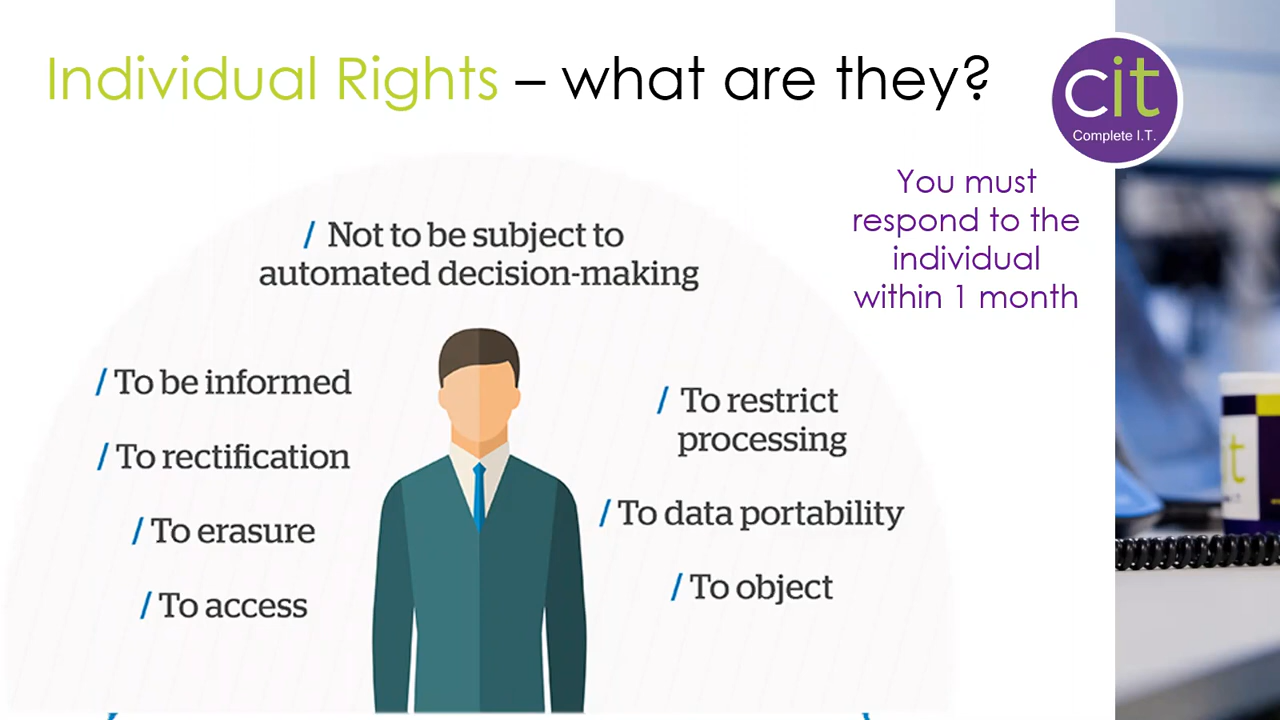 Individual Rights – what are they?
cit
Complete I.T.
You must
respond to the
individual
within 1 month
/ Not to be subject to
automated decision-making
/ To be informed
/ To rectification
/ To erasure
/ To access
/ To restrict
processing
/ To data portability
/ To object
it